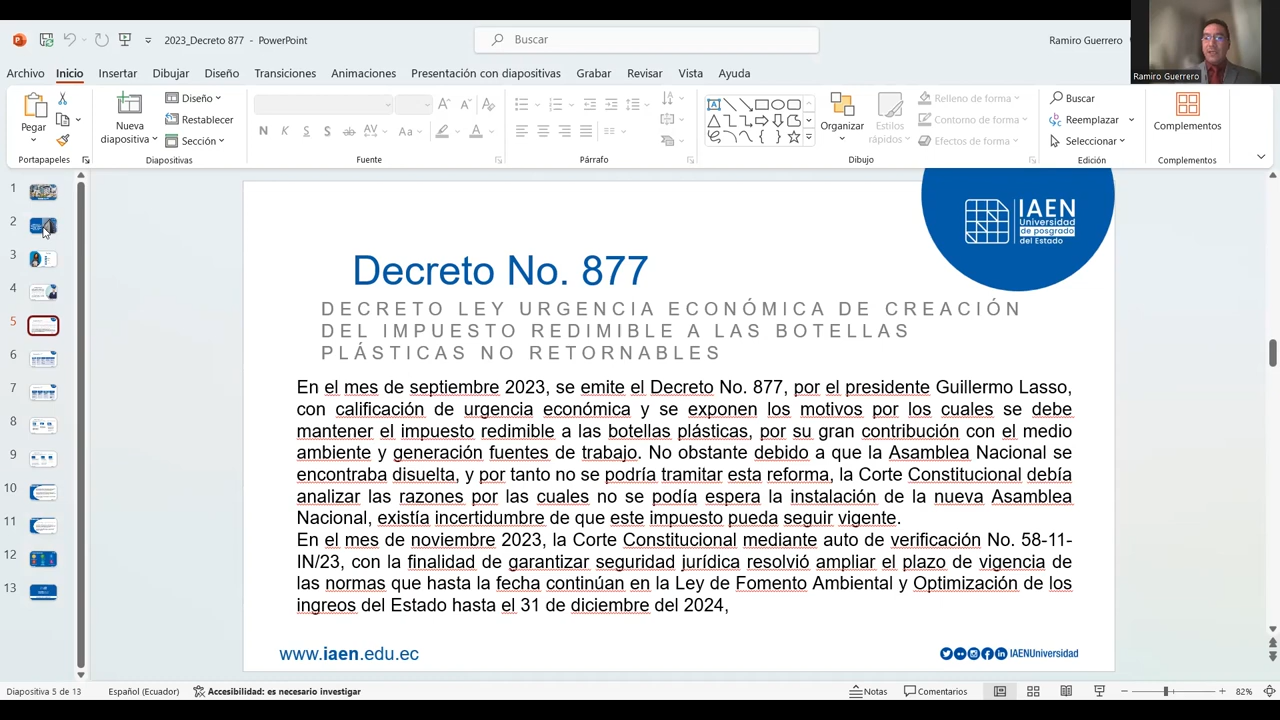 2023_Decreto 877 - PowerPoint
Buscar
Ramiro Guerrero
Ramiro Guerrero
Archivo Inicio Insertar Dibujar Diseño Transiciones Animaciones Presentación con diapositivas Grabar Revisar Vista Ayuda
Pegar
Nueva diapositiva
Diseño
Restablecer
Sección
N K S S ab AV Aa A
Organizar
Estilos rápidos
Relleno de forma
Contorno de forma
Efectos de forma
Buscar
Reemplazar
Seleccionar
Complementos
Portapapeles Diapositivas Fuente Párrafo Dibujo Edición Complementos
1
2
3
4
5
6
7
8
9
10
11
12
13
IAEN
Universidad
de posgrado
del Estado
Decreto No. 877
DECRETO LEY URGENCIA ECONÓMICA DE CREACIÓN
DEL IMPUESTO REDIMIBLE A LAS BOTELLAS
PLÁSTICAS NO RETORNABLES
En el mes de septiembre 2023, se emite el Decreto No. 877, por el presidente Guillermo Lasso,
con calificación de urgencia económica y se exponen los motivos por los cuales se debe
mantener el impuesto redimible a las botellas plásticas, por su gran contribución con el medio
ambiente y generación fuentes de trabajo. No obstante debido a que la Asamblea Nacional se
encontraba disuelta, y por tanto no se podría tramitar esta reforma, la Corte Constitucional debía
analizar las razones por las cuales no se podía espera la instalación de la nueva Asamblea
Nacional, existía incertidumbre de que este impuesto pueda seguir vigente.
En el mes de noviembre 2023, la Corte Constitucional mediante auto de verificación No. 58-11-
IN/23, con la finalidad de garantizar seguridad jurídica resolvió ampliar el plazo de vigencia de
las normas que hasta la fecha continúan en la Ley de Fomento Ambiental y Optimización de los
ingreos del Estado hasta el 31 de diciembre del 2024,
www.iaen.edu.ec
IAENUniversidad
Diapositiva 5 de 13
Español (Ecuador)
Accesibilidad: es necesario investigar
Notas
Comentarios
82%